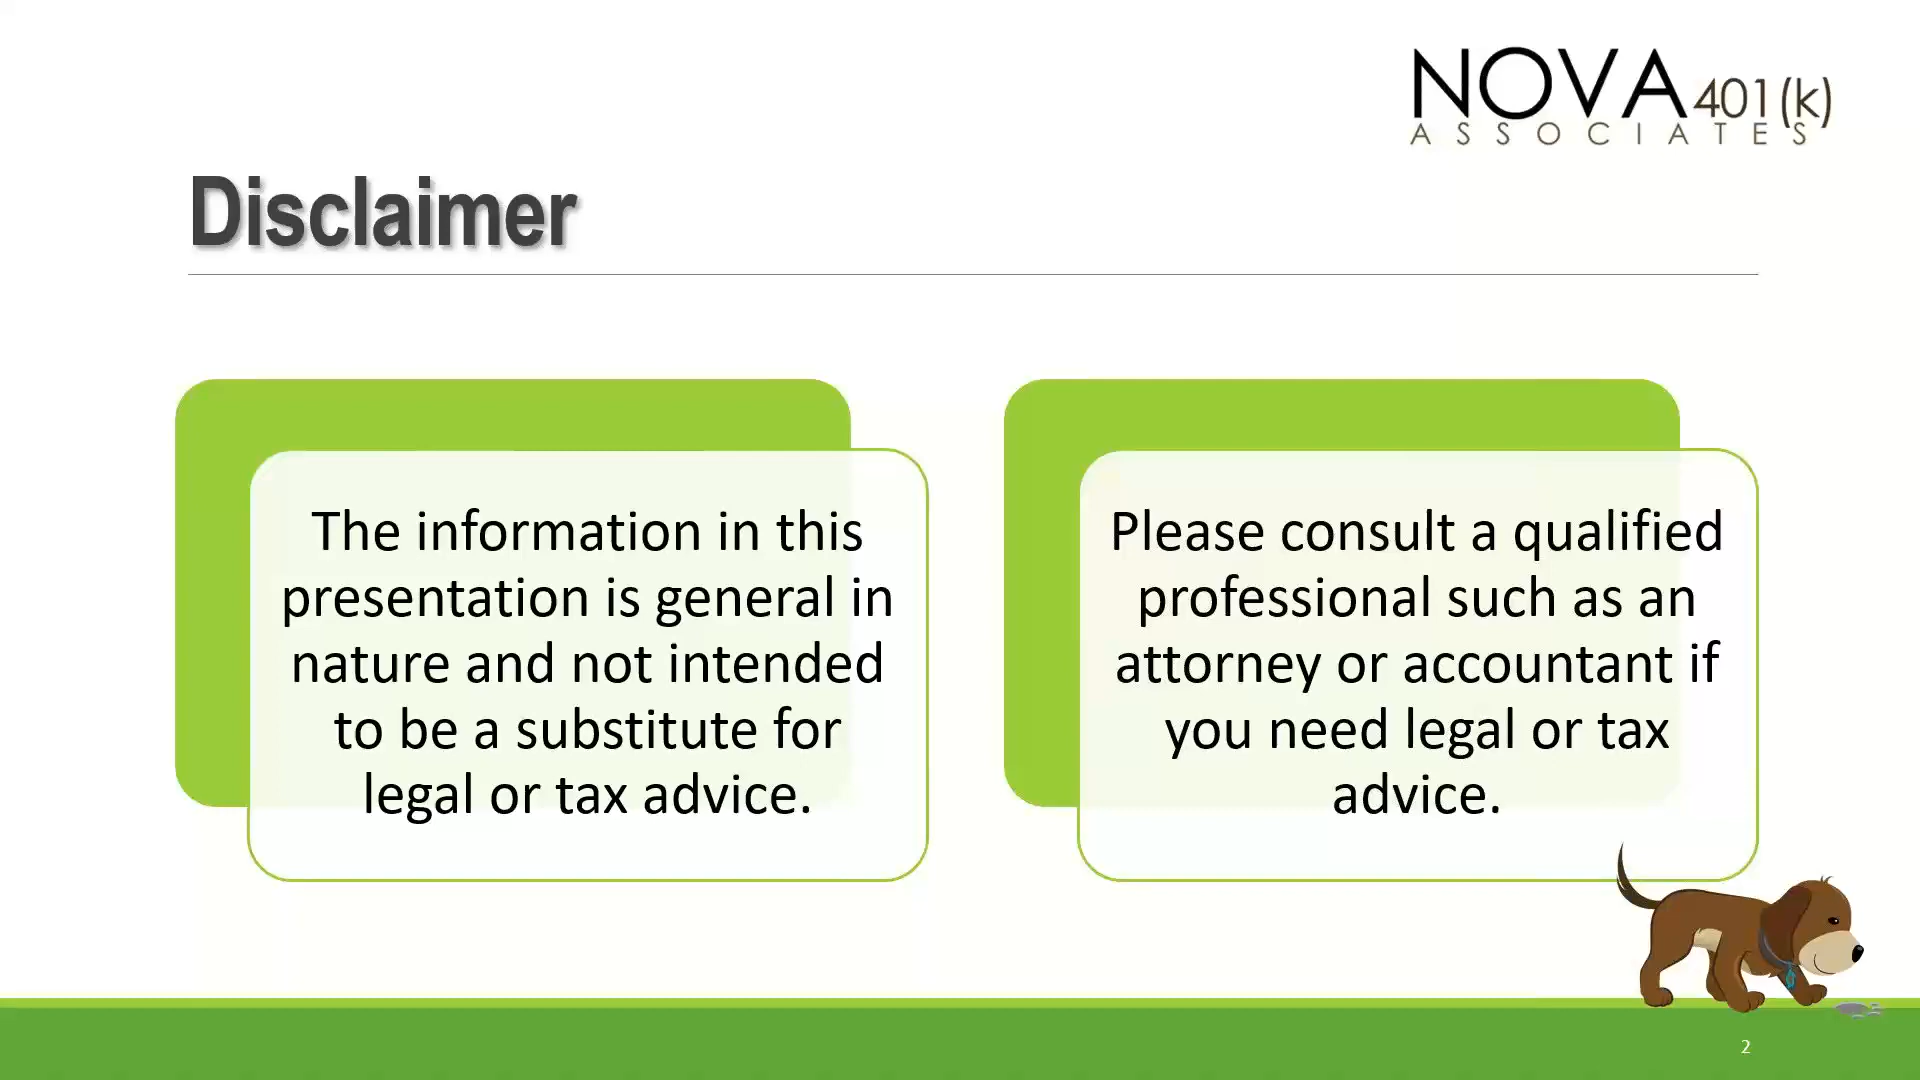 NOVA 401(k)
ASSOCIATES
Disclaimer
The information in this
presentation is general in
nature and not intended
to be a substitute for
legal or tax advice.
Please consult a qualified
professional such as an
attorney or accountant if
you need legal or tax
advice.
2